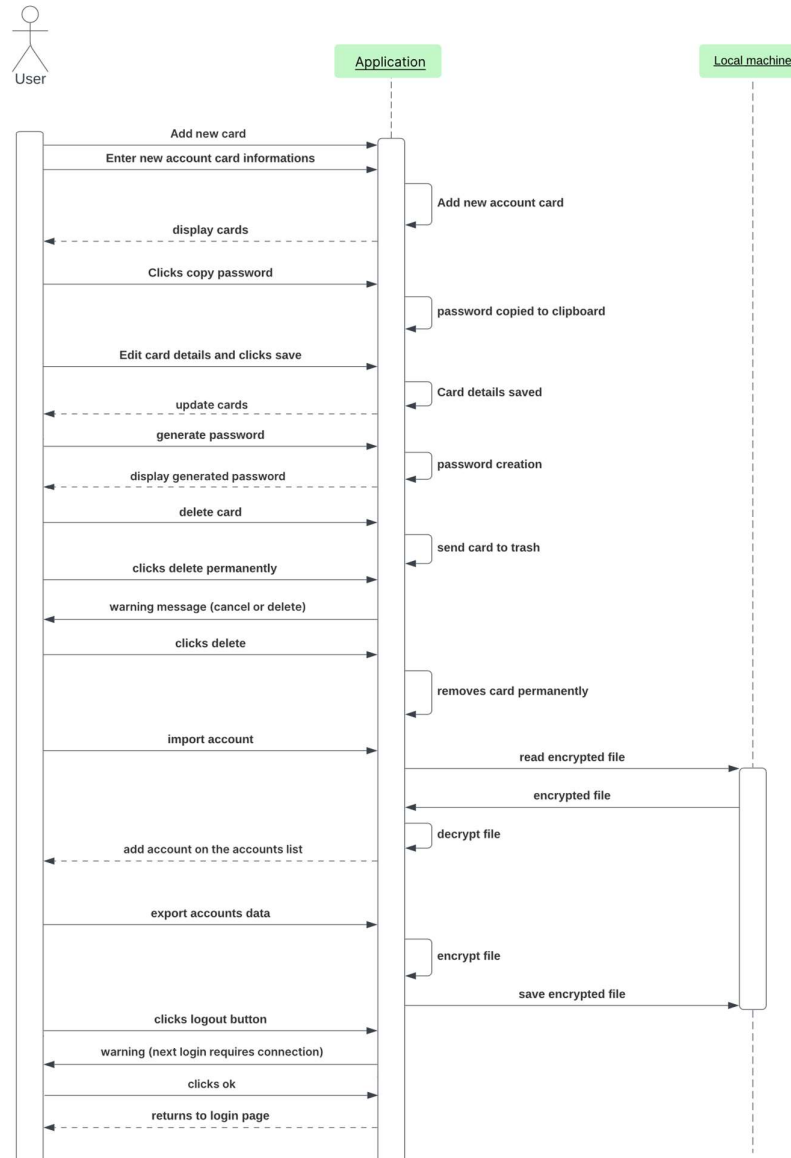 User
Application
Local machine
Add new card
Enter new account card informations
Add new account card
display cards
Clicks copy password
password copied to clipboard
Edit card details and clicks save
Card details saved
update cards
generate password
password creation
display generated password
delete card
send card to trash
clicks delete permanently
warning message (cancel or delete)
clicks delete
removes card permanently
import account
read encrypted file
encrypted file
decrypt file
add account on the accounts list
export accounts data
encrypt file
save encrypted file
clicks logout button
warning (next login requires connection)
clicks ok
returns to login page